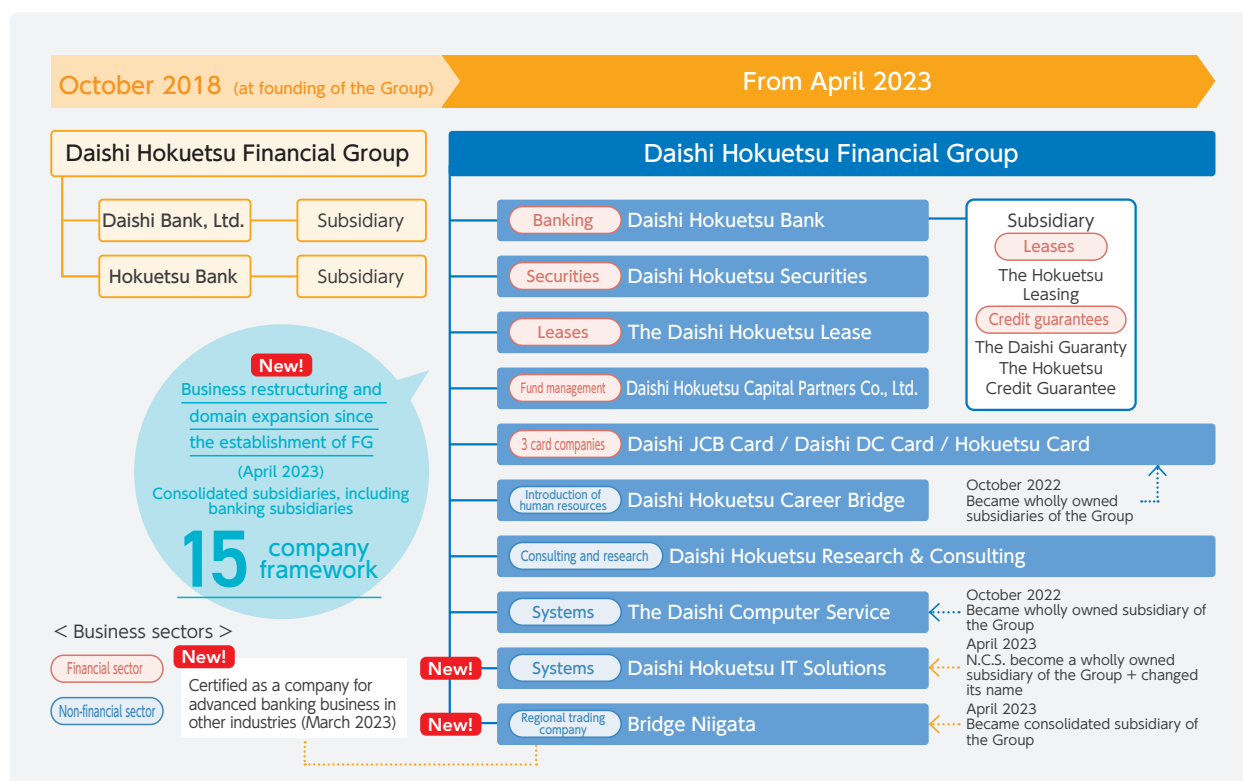 October 2018 (at founding of the Group)
From April 2023
Daishi Hokuetsu Financial Group
Daishi Bank, Ltd.
Subsidiary
Hokuetsu Bank
Subsidiary
New!
Business restructuring and
domain expansion since
the establishment of FG
(April 2023)
Consolidated subsidiaries, including
banking subsidiaries
15 company
framework
< Business sectors >
Financial sector
Non-financial sector
New!
Certified as a company for
advanced banking business in
other industries (March 2023)
Daishi Hokuetsu Financial Group
Banking Daishi Hokuetsu Bank
Securities Daishi Hokuetsu Securities
Leases The Daishi Hokuetsu Lease
Fund management Daishi Hokuetsu Capital Partners Co., Ltd.
3 card companies Daishi JCB Card / Daishi DC Card / Hokuetsu Card
Introduction of
human resources
Daishi Hokuetsu Career Bridge
Consulting and research Daishi Hokuetsu Research & Consulting
Systems The Daishi Computer Service
New!
Systems Daishi Hokuetsu IT Solutions
New!
Regional trading
company
Bridge Niigata
Subsidiary
Leases
The Hokuetsu
Leasing
Credit guarantees
The Daishi Guaranty
The Hokuetsu
Credit Guarantee
October 2022
Became wholly owned
subsidiaries of the Group
October 2022
Became wholly owned subsidiary of
the Group
April 2023
N.C.S. become a wholly owned
subsidiary of the Group + changed
its name
April 2023
Became consolidated subsidiary of
the Group